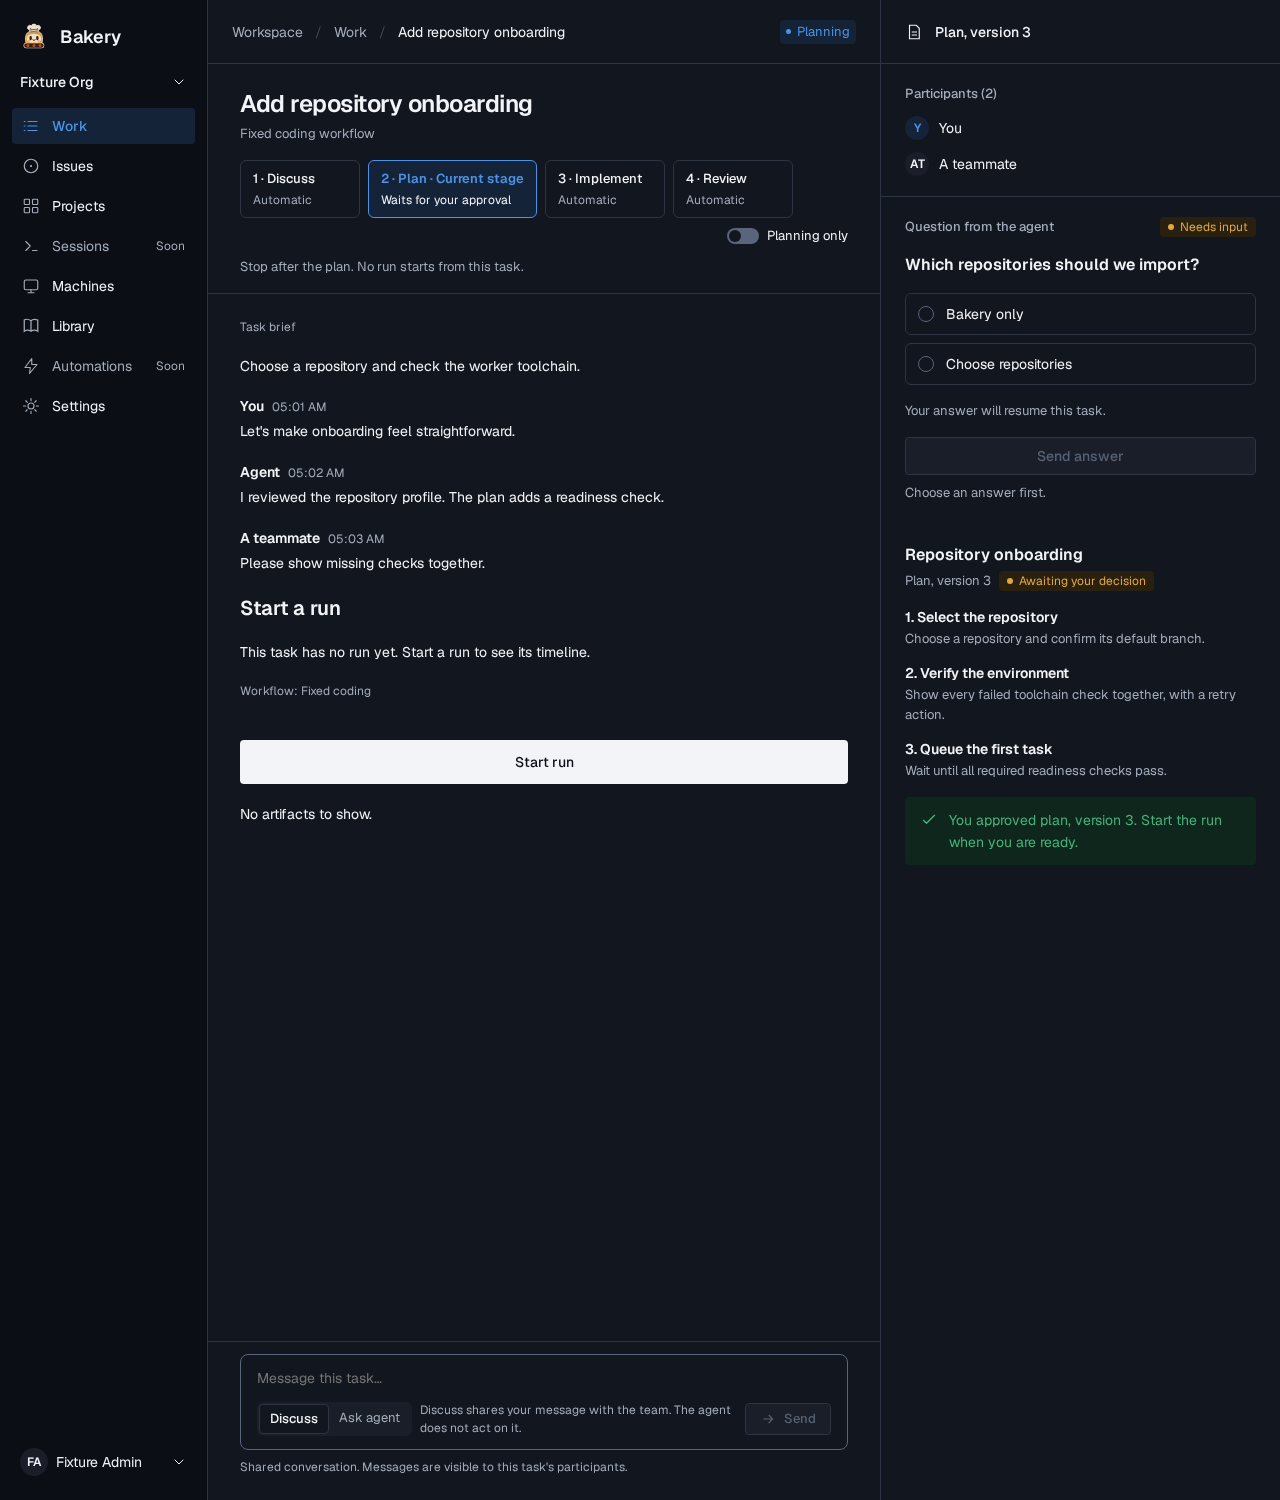 Bakery
Fixture Org
Work
Issues
Projects
Sessions Soon
Machines
Library
Automations Soon
Settings
FA Fixture Admin
Workspace / Work / Add repository onboarding
Planning
Add repository onboarding
Fixed coding workflow
1 · Discuss
Automatic
2 · Plan · Current stage
Waits for your approval
3 · Implement
Automatic
4 · Review
Automatic
Planning only
Stop after the plan. No run starts from this task.
Task brief
Choose a repository and check the worker toolchain.
You 05:01 AM
Let's make onboarding feel straightforward.
Agent 05:02 AM
I reviewed the repository profile. The plan adds a readiness check.
A teammate 05:03 AM
Please show missing checks together.
Start a run
This task has no run yet. Start a run to see its timeline.
Workflow: Fixed coding
Start run
No artifacts to show.
Message this task...
Discuss
Ask agent
Discuss shares your message with the team. The agent
does not act on it.
Send
Shared conversation. Messages are visible to this task's participants.
Plan, version 3
Participants (2)
Y You
AT A teammate
Question from the agent
Needs input
Which repositories should we import?
Bakery only
Choose repositories
Your answer will resume this task.
Send answer
Choose an answer first.
Repository onboarding
Plan, version 3
Awaiting your decision
1. Select the repository
Choose a repository and confirm its default branch.
2. Verify the environment
Show every failed toolchain check together, with a retry
action.
3. Queue the first task
Wait until all required readiness checks pass.
You approved plan, version 3. Start the run
when you are ready.